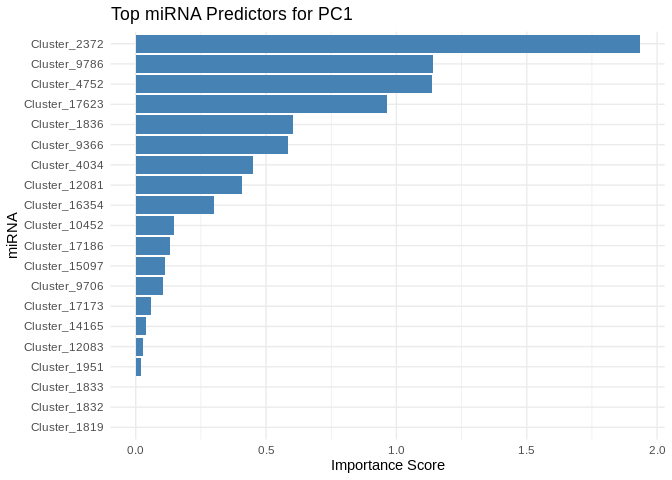 Top miRNA Predictors for PC1
Cluster_2372
Cluster_9786
Cluster_4752
Cluster_17623
Cluster_1836
Cluster_9366
Cluster_4034
Cluster_12081
Cluster_16354
Cluster_10452
Cluster_17186
Cluster_15097
Cluster_9706
Cluster_17173
Cluster_14165
Cluster_12083
Cluster_1951
Cluster_1833
Cluster_1832
Cluster_1819
miRNA
0.0 0.5 1.0 1.5 2.0
Importance Score